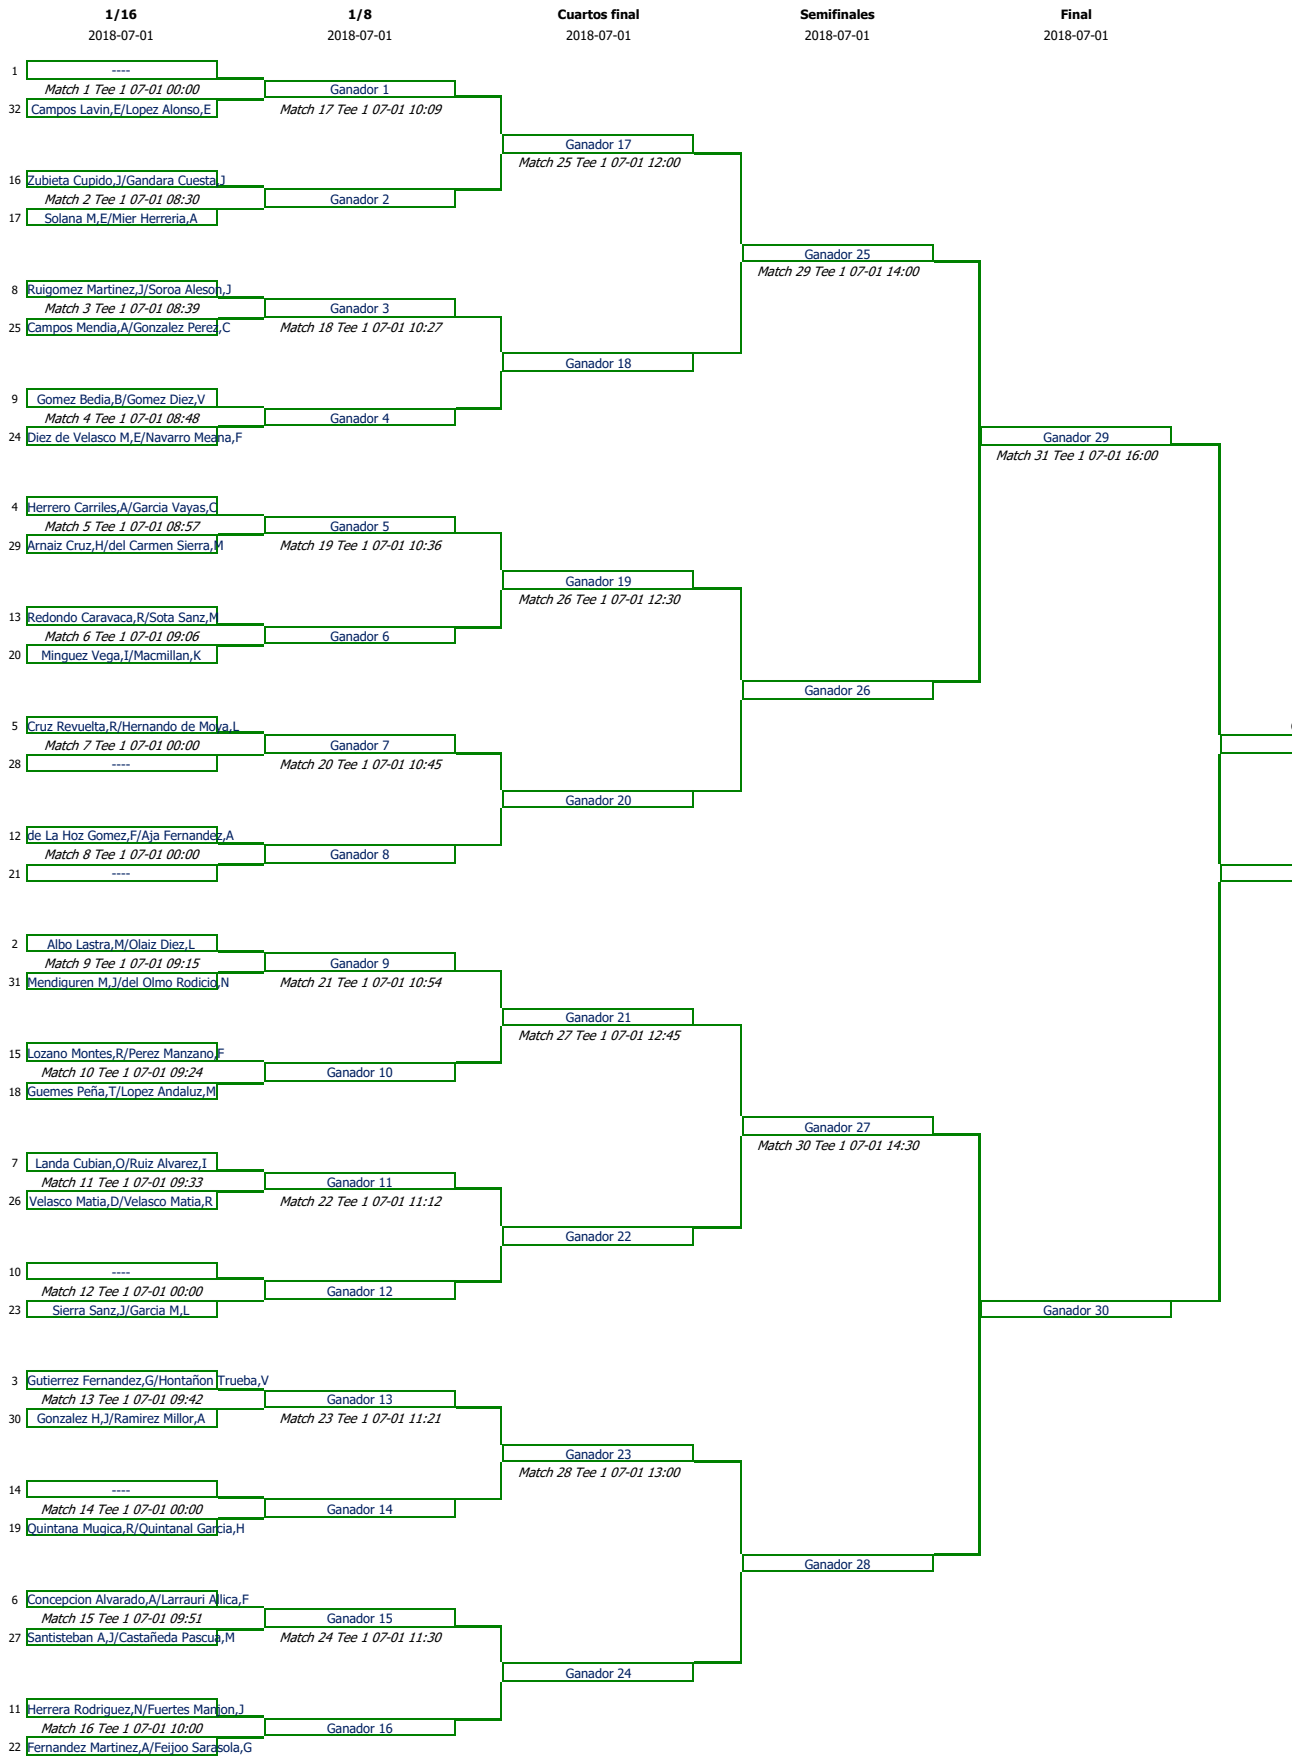 1/16 1/8 Cuartos final Semifinales Final
2018-07-01 2018-07-01 2018-07-01 2018-07-01 2018-07-01
1 ----
Match 1 Tee 1 07-01 00:00 Ganador 1
32 Campos Lavin,E/Lopez Alonso,E Match 17 Tee 1 07-01 10:09
Ganador 17
Match 25 Tee 1 07-01 12:00
16 Zubieta Cupido,J/Gandara Cuesta,J
Match 2 Tee 1 07-01 08:30 Ganador 2
17 Solana M,E/Mier Herreria,A
Ganador 25
Match 29 Tee 1 07-01 14:00
8 Ruigomez Martinez,J/Soroa Aleson,J
Match 3 Tee 1 07-01 08:39 Ganador 3
25 Campos Mendia,A/Gonzalez Perez,C Match 18 Tee 1 07-01 10:27
Ganador 18
9 Gomez Bedia,B/Gomez Diez,V
Match 4 Tee 1 07-01 08:48 Ganador 4
24 Diez de Velasco M,E/Navarro Meana,F Ganador 29
Match 31 Tee 1 07-01 16:00
4 Herrero Carriles,A/Garcia Vayas,C
Match 5 Tee 1 07-01 08:57 Ganador 5
29 Arnaiz Cruz,H/del Carmen Sierra,M Match 19 Tee 1 07-01 10:36
Ganador 19
Match 26 Tee 1 07-01 12:30
13 Redondo Caravaca,R/Sota Sanz,M
Match 6 Tee 1 07-01 09:06 Ganador 6
20 Minguez Vega,I/Macmillan,K
Ganador 26
5 Cruz Revuelta,R/Hernando de Moya,L
Match 7 Tee 1 07-01 00:00 Ganador 7
28 ---- Match 20 Tee 1 07-01 10:45
Ganador 20
12 de La Hoz Gomez,F/Aja Fernandez,A
Match 8 Tee 1 07-01 00:00 Ganador 8
21 ----
2 Albo Lastra,M/Olaiz Diez,L
Match 9 Tee 1 07-01 09:15 Ganador 9
31 Mendiguren M,J/del Olmo Rodicio,N Match 21 Tee 1 07-01 10:54
Ganador 21
Match 27 Tee 1 07-01 12:45
15 Lozano Montes,R/Perez Manzano,F
Match 10 Tee 1 07-01 09:24 Ganador 10
18 Guemes Peña,T/Lopez Andaluz,M
Ganador 27
Match 30 Tee 1 07-01 14:30
7 Landa Cubian,O/Ruiz Alvarez,I
Match 11 Tee 1 07-01 09:33 Ganador 11
26 Velasco Matia,D/Velasco Matia,R Match 22 Tee 1 07-01 11:12
Ganador 22
10 ----
Match 12 Tee 1 07-01 00:00 Ganador 12
23 Sierra Sanz,J/Garcia M,L Ganador 30
3 Gutierrez Fernandez,G/Hontañon Trueba,V
Match 13 Tee 1 07-01 09:42 Ganador 13
30 Gonzalez H,J/Ramirez Millor,A Match 23 Tee 1 07-01 11:21
Ganador 23
Match 28 Tee 1 07-01 13:00
14 ----
Match 14 Tee 1 07-01 00:00 Ganador 14
19 Quintana Mugica,R/Quintanal Garcia,H
Ganador 28
6 Concepcion Alvarado,A/Larrauri Allica,F
Match 15 Tee 1 07-01 09:51 Ganador 15
27 Santisteban A,J/Castañeda Pascua,M Match 24 Tee 1 07-01 11:30
Ganador 24
11 Herrera Rodriguez,N/Fuertes Manjon,J
Match 16 Tee 1 07-01 10:00 Ganador 16
22 Fernandez Martinez,A/Feijoo Sarasola,G